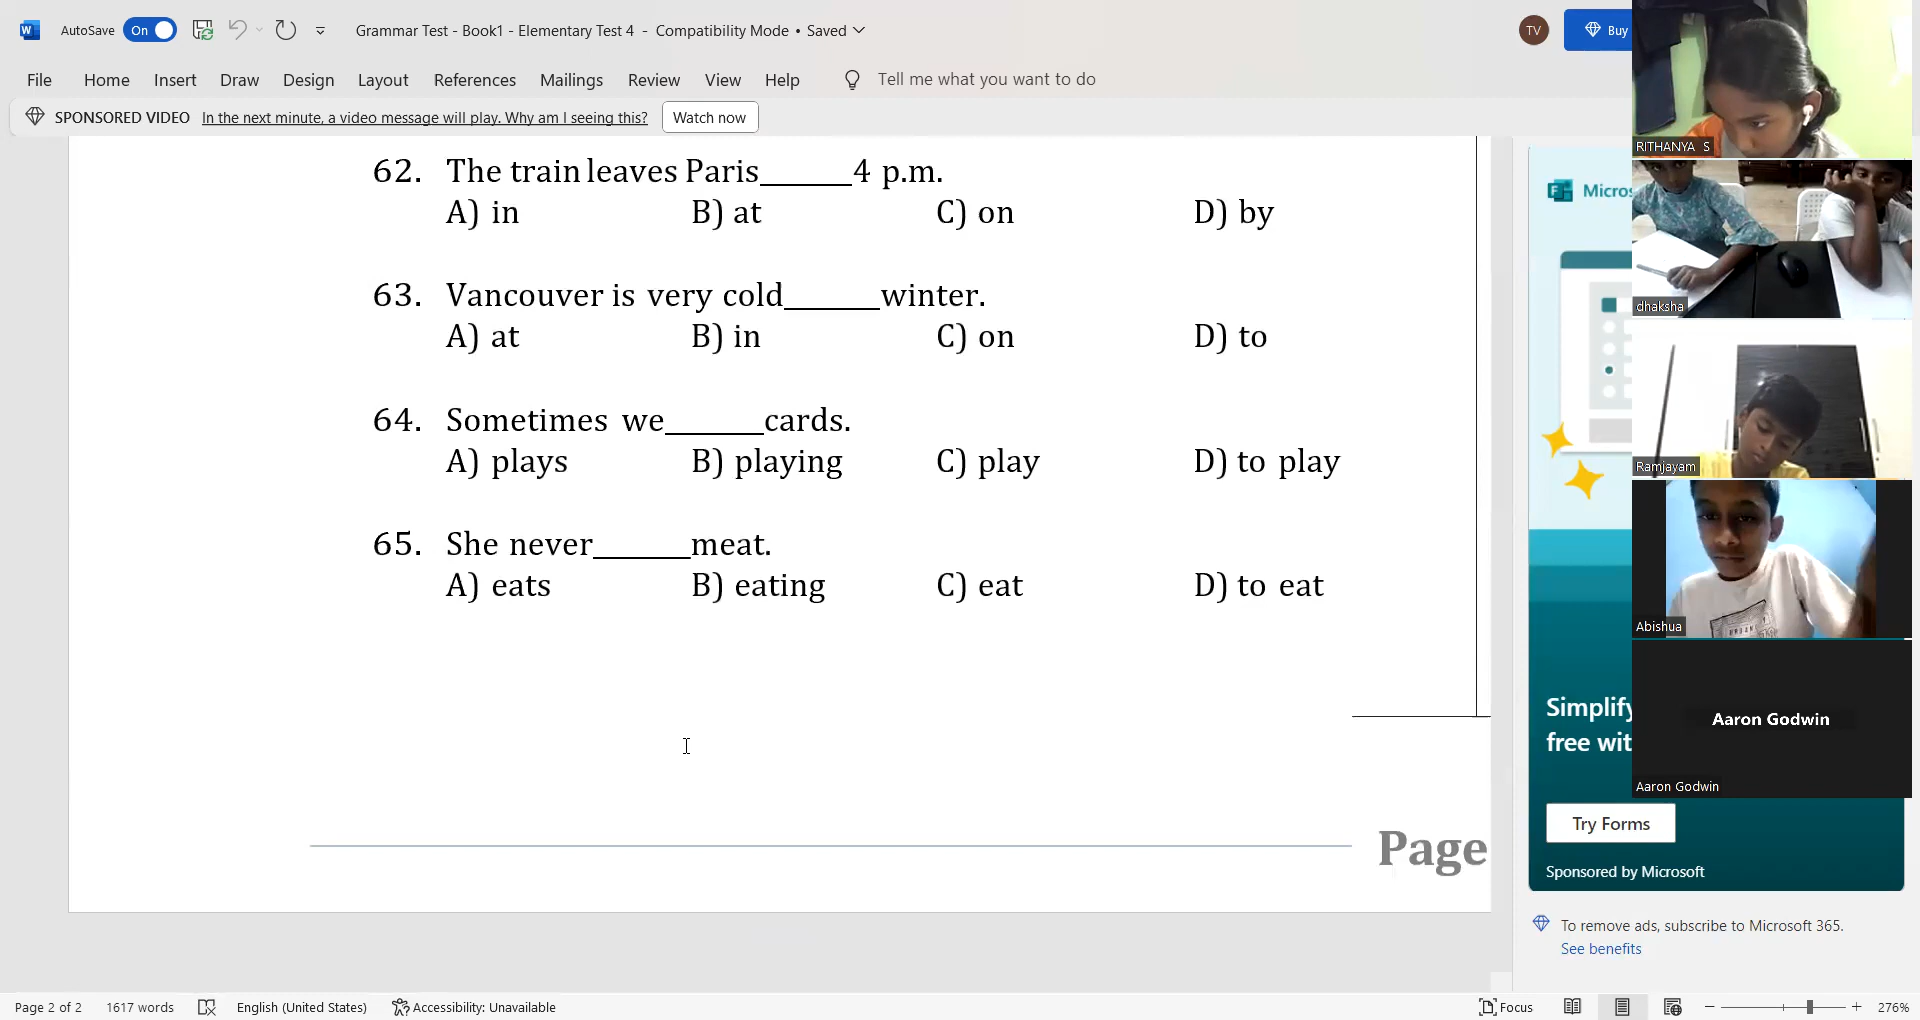 AutoSave On Grammar Test - Book1 - Elementary Test 4 - Compatibility Mode • Saved TV Buy
File Home Insert Draw Design Layout References Mailings Review View Help Tell me what you want to do
SPONSORED VIDEO In the next minute, a video message will play. Why am I seeing this? Watch now
62. The train leaves Paris______4 p.m.
A) in B) at C) on D) by
63. Vancouver is very cold______winter.
A) at B) in C) on D) to
64. Sometimes we______cards.
A) plays B) playing C) play D) to play
65. She never______meat.
A) eats B) eating C) eat D) to eat
Page
RITHANYA S
dhaksha
Ramjayam
Abishua
Aaron Godwin
Aaron Godwin
Try Forms
Sponsored by Microsoft
To remove ads, subscribe to Microsoft 365.
See benefits
Page 2 of 2 1617 words English (United States) Accessibility: Unavailable Focus 276%